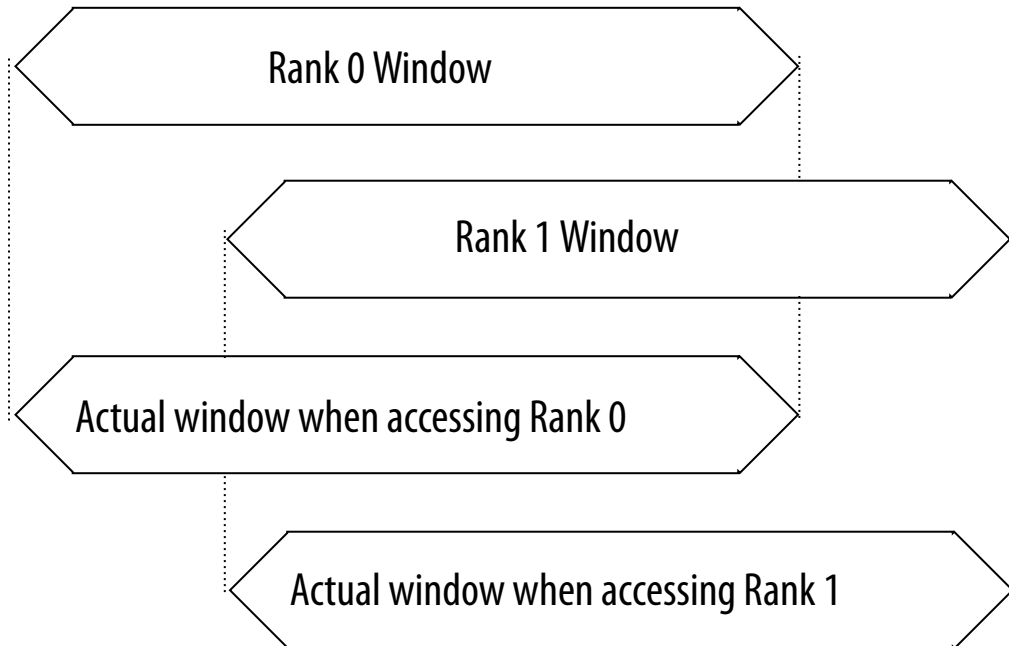 Rank 0 Window
Rank 1 Window
Actual window when accessing Rank 0
Actual window when accessing Rank 1